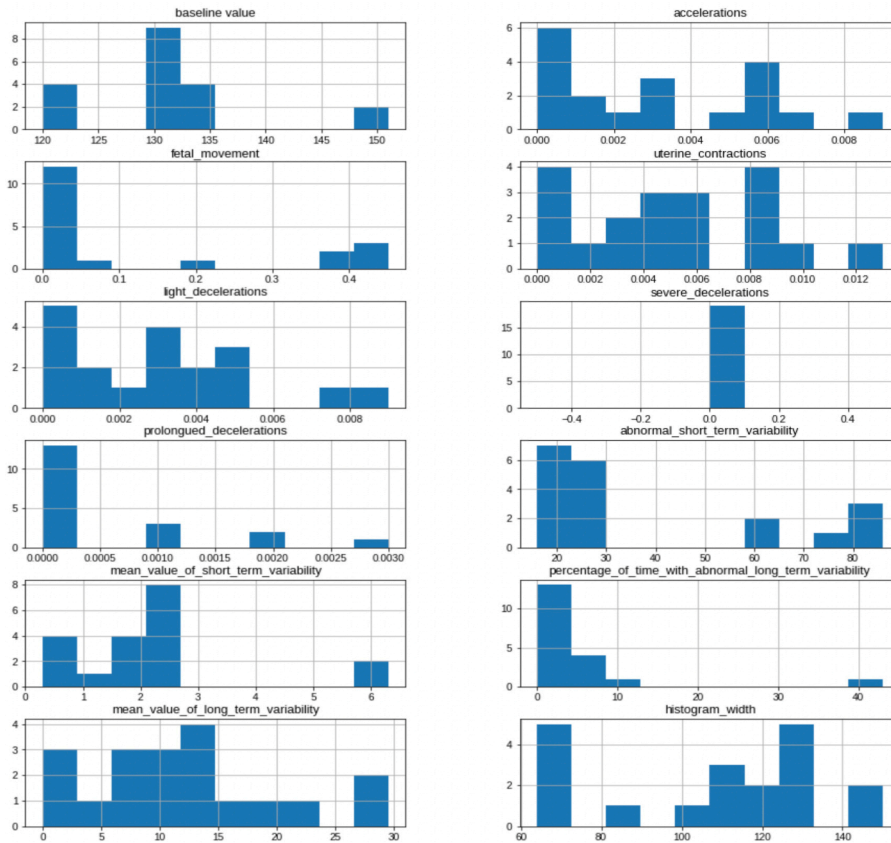 baseline value
8
6
4
2
0
120 125 130 135 140 145 150
accelerations
6
4
2
0
0.000 0.002 0.004 0.006 0.008
fetal_movement
10
5
0
0.0 0.1 0.2 0.3 0.4
uterine_contractions
4
3
2
1
0
0.000 0.002 0.004 0.006 0.008 0.010 0.012
light_decelerations
4
2
0
0.000 0.002 0.004 0.006 0.008
severe_decelerations
15
10
5
0
−0.4 −0.2 0.0 0.2 0.4
prolongued_decelerations
10
5
0
0.0000 0.0005 0.0010 0.0015 0.0020 0.0025 0.0030
abnormal_short_term_variability
6
4
2
0
20 30 40 50 60 70 80
mean_value_of_short_term_variability
8
6
4
2
0
0 1 2 3 4 5 6
percentage_of_time_with_abnormal_long_term_variability
10
5
0
0 10 20 30 40
mean_value_of_long_term_variability
4
3
2
1
0
0 5 10 15 20 25 30
histogram_width
4
2
0
60 80 100 120 140